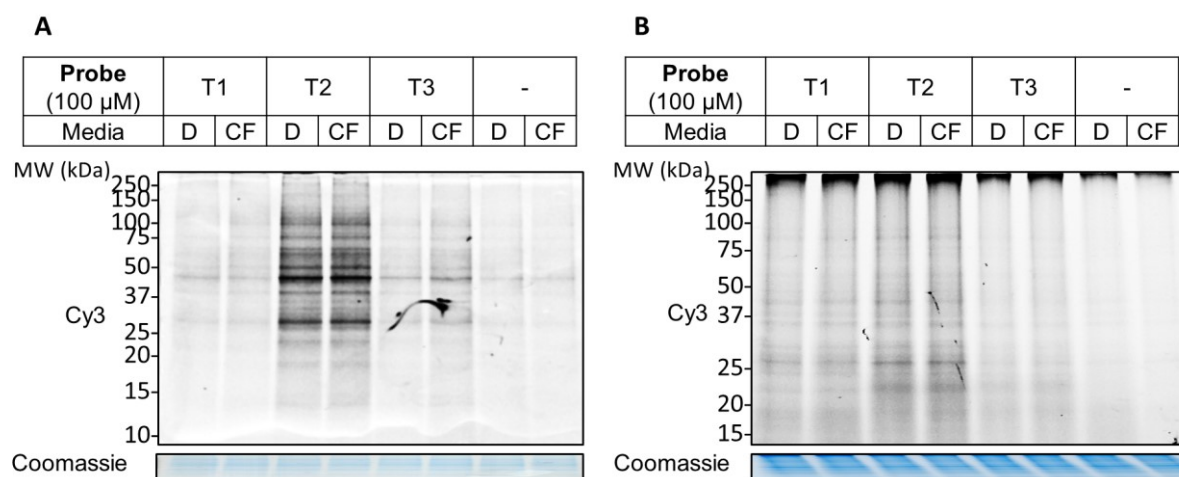 A
Probe (100 µM) T1 T2 T3 -
Media D CF D CF D CF D CF
MW (kDa)
250
150
100
75
50
37
Cy3
25
20
15
10
Coomassie
B
Probe (100 µM) T1 T2 T3 -
Media D CF D CF D CF D CF
MW (kDa)
250
150
100
75
50
37
Cy3
25
20
15
Coomassie